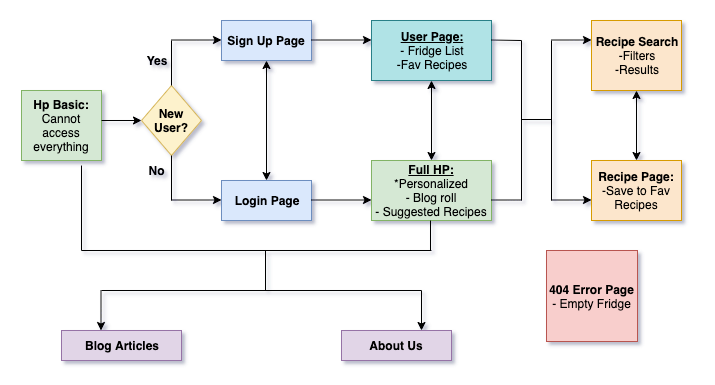 Sign Up Page
User Page:
- Fridge List
-Fav Recipes
Recipe Search
-Filters
-Results
Yes
Hp Basic:
Cannot
access
everything
New
User?
No
Login Page
Full HP:
*Personalized
- Blog roll
- Suggested Recipes
Recipe Page:
-Save to Fav
Recipes
404 Error Page
- Empty Fridge
Blog Articles
About Us